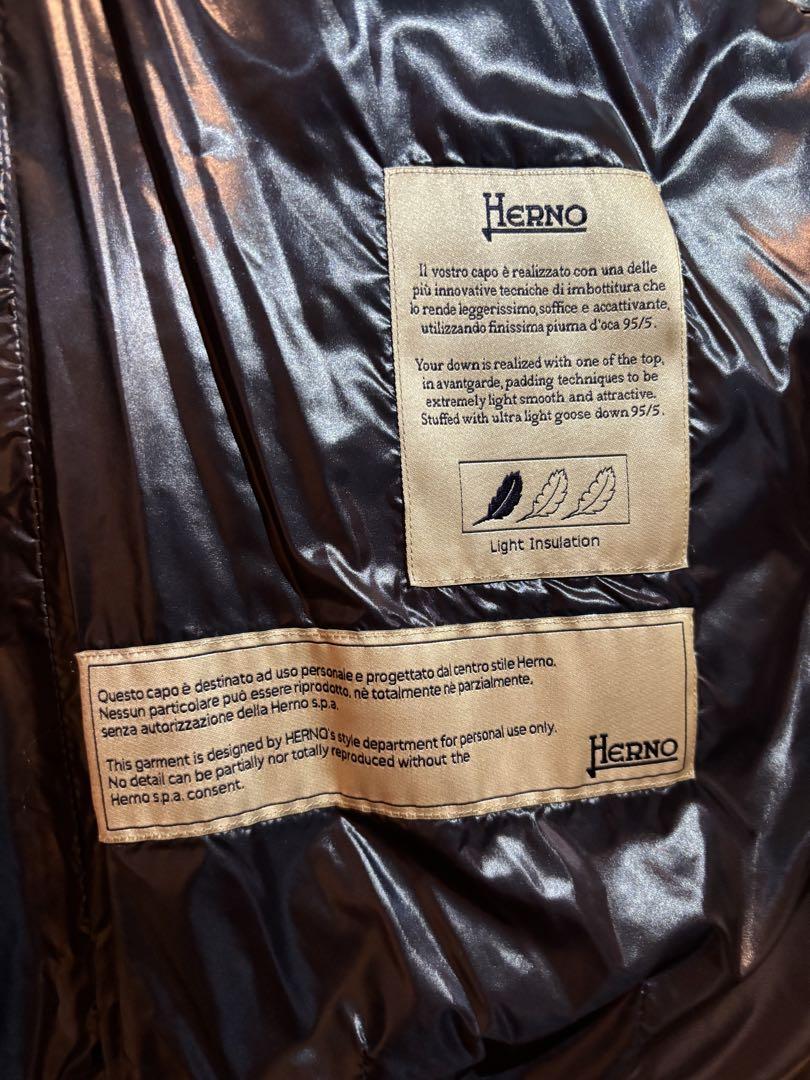 HERNO
Il vostro capo è realizzato con una delle
più innovative tecniche di imbottitura che
lo rende leggerissimo,soffice e accattivante,
utilizzando finissima piuma d'oca 95/5.
Your down is realized with one of the top,
in avantgarde, padding techniques to be
extremely light smooth and attractive.
Stuffed with ultra light goose down 95/5.
Light Insulation
Questo capo è destinato ad uso personale e progettato dal centro stile Herno.
Nessun particolare può essere riprodotto, nè totalmente nè parzialmente,
senza autorizzazione della Herno s.p.a.
This garment is designed by HERNO's style department for personal use only.
No detail can be partially nor totally reproduced without the
Herno s.p.a. consent.
HERNO